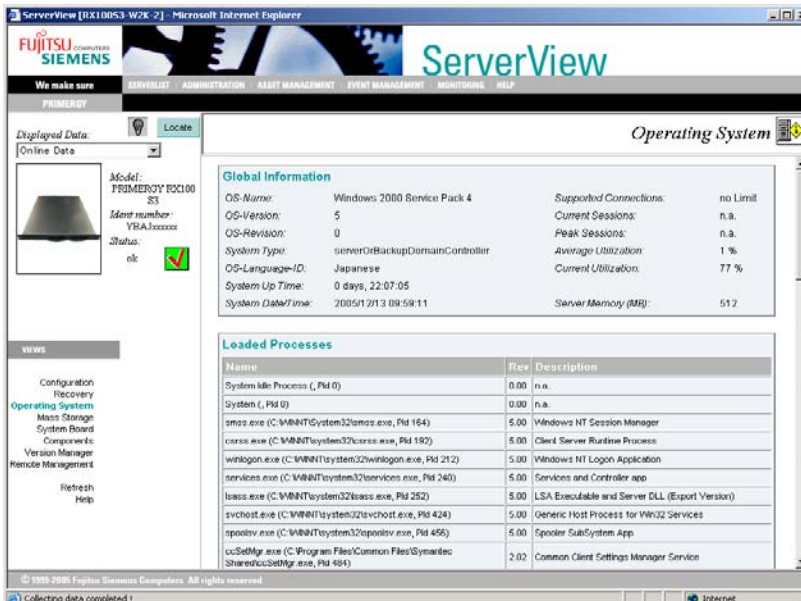 ServerView [RX100S3-W2K-2] - Microsoft Internet Explorer
FUJITSU COMPUTERS
SIEMENS
ServerView
We make sure
SERVERLIST ADMINISTRATION ASSET MANAGEMENT EVENT MANAGEMENT MONITORING HELP
PRIMERGY
Displayed Data:
Locate
Online Data
Operating System
Model:
PRIMERGY RX100
S3
Ident number:
YBAJxxxxxx
Status:
ok
Global Information
OS-Name: Windows 2000 Service Pack 4 Supported Connections: no Limit
OS-Version: 5 Current Sessions: n.a.
OS-Revision: 0 Peak Sessions: n.a.
System Type: serverOrBackupDomainController Average Utilization: 1 %
OS-Language-ID: Japanese Current Utilization: 77 %
System Up Time: 0 days, 22:07:05
System Date/Time: 2005/12/13 09:59:11 Server Memory (MB): 512
VIEWS
Configuration
Recovery
Operating System
Mass Storage
System Board
Components
Version Manager
Remote Management
Refresh
Help
Loaded Processes
Name Rev Description
System Idle Process (, Pid 0) 0.00 n.a.
System (, Pid 8) 0.00 n.a.
smss.exe (C:\WINNT\System32\smss.exe, Pid 164) 5.00 Windows NT Session Manager
csrss.exe (C:\WINNT\system32\csrss.exe, Pid 192) 5.00 Client Server Runtime Process
winlogon.exe (C:\WINNT\system32\winlogon.exe, Pid 212) 5.00 Windows NT Logon Application
services.exe (C:\WINNT\system32\services.exe, Pid 240) 5.00 Services and Controller app
lsass.exe (C:\WINNT\system32\lsass.exe, Pid 252) 5.00 LSA Executable and Server DLL (Export Version)
svchost.exe (C:\WINNT\system32\svchost.exe, Pid 424) 5.00 Generic Host Process for Win32 Services
spoolsv.exe (C:\WINNT\system32\spoolsv.exe, Pid 456) 5.00 Spooler SubSystem App
ccSetMgr.exe (C:\Program Files\Common Files\Symantec
Shared\ccSetMgr.exe, Pid 484) 2.02 Common Client Settings Manager Service
© 1999-2005 Fujitsu Siemens Computers All rights reserved
Collecting data completed !
Internet